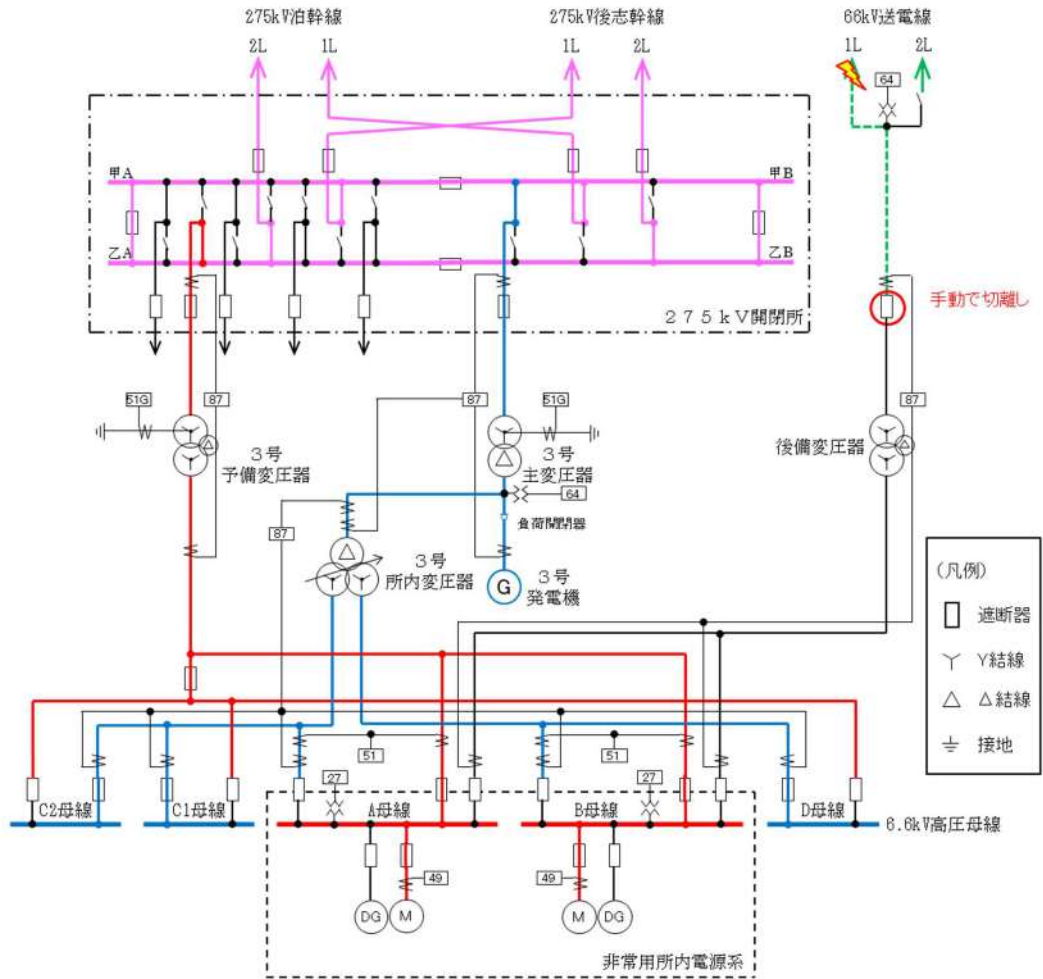 275kV泊幹線 275kV後志幹線 66kV送電線
2L 1L 1L 2L 1L 2L
64
甲A 甲B
乙A 乙B
手動で切離し
275kV開閉所
51G 87 87 51G 87
3号
予備変圧器
3号
主変圧器
後備変圧器
64
負荷開閉器
87
3号
所内変圧器
G
3号
発電機
(凡例)
遮断器
Y結線
Δ結線
接地
51 51
27 27
C2母線 C1母線 A母線 B母線 D母線
6.6kV高圧母線
49 49
DG M M DG
非常用所内電源系